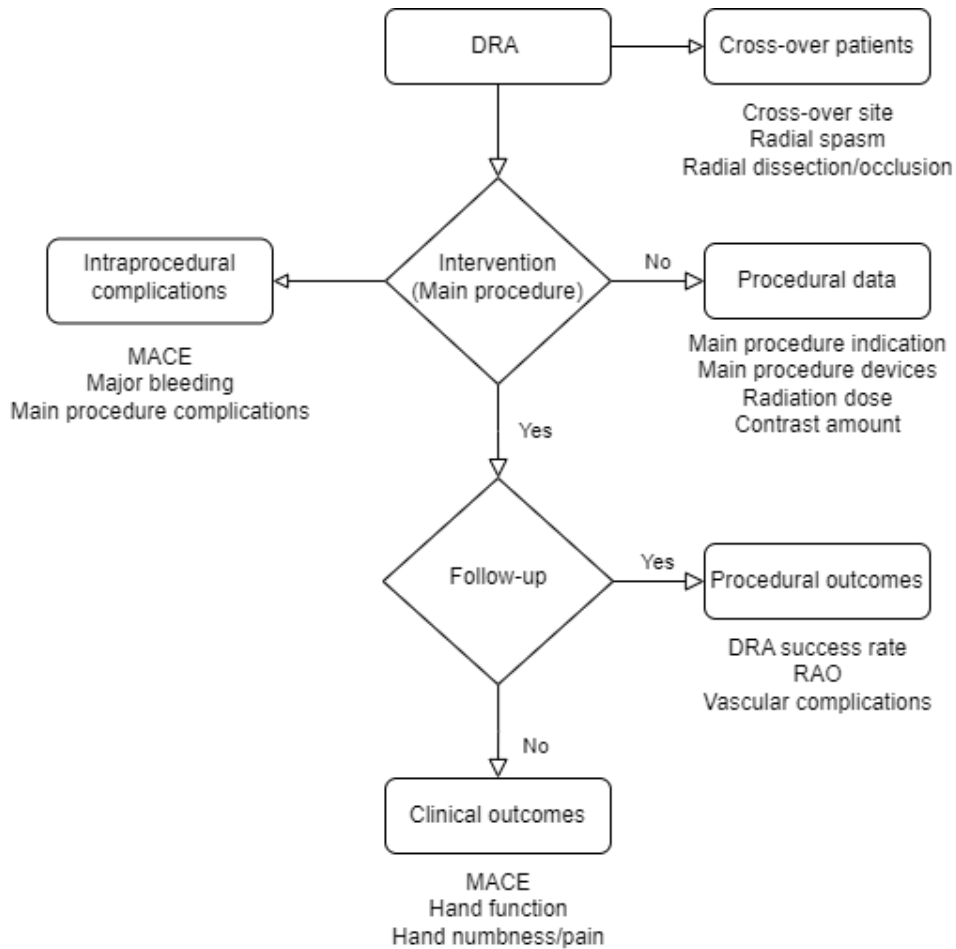 DRA
Cross-over patients
Cross-over site
Radial spasm
Radial dissection/occlusion
Intraprocedural
complications
MACE
Major bleeding
Main procedure complications
Intervention
(Main procedure)
No
Procedural data
Main procedure indication
Main procedure devices
Radiation dose
Contrast amount
Yes
Follow-up
Yes
Procedural outcomes
DRA success rate
RAO
Vascular complications
No
Clinical outcomes
MACE
Hand function
Hand numbness/pain